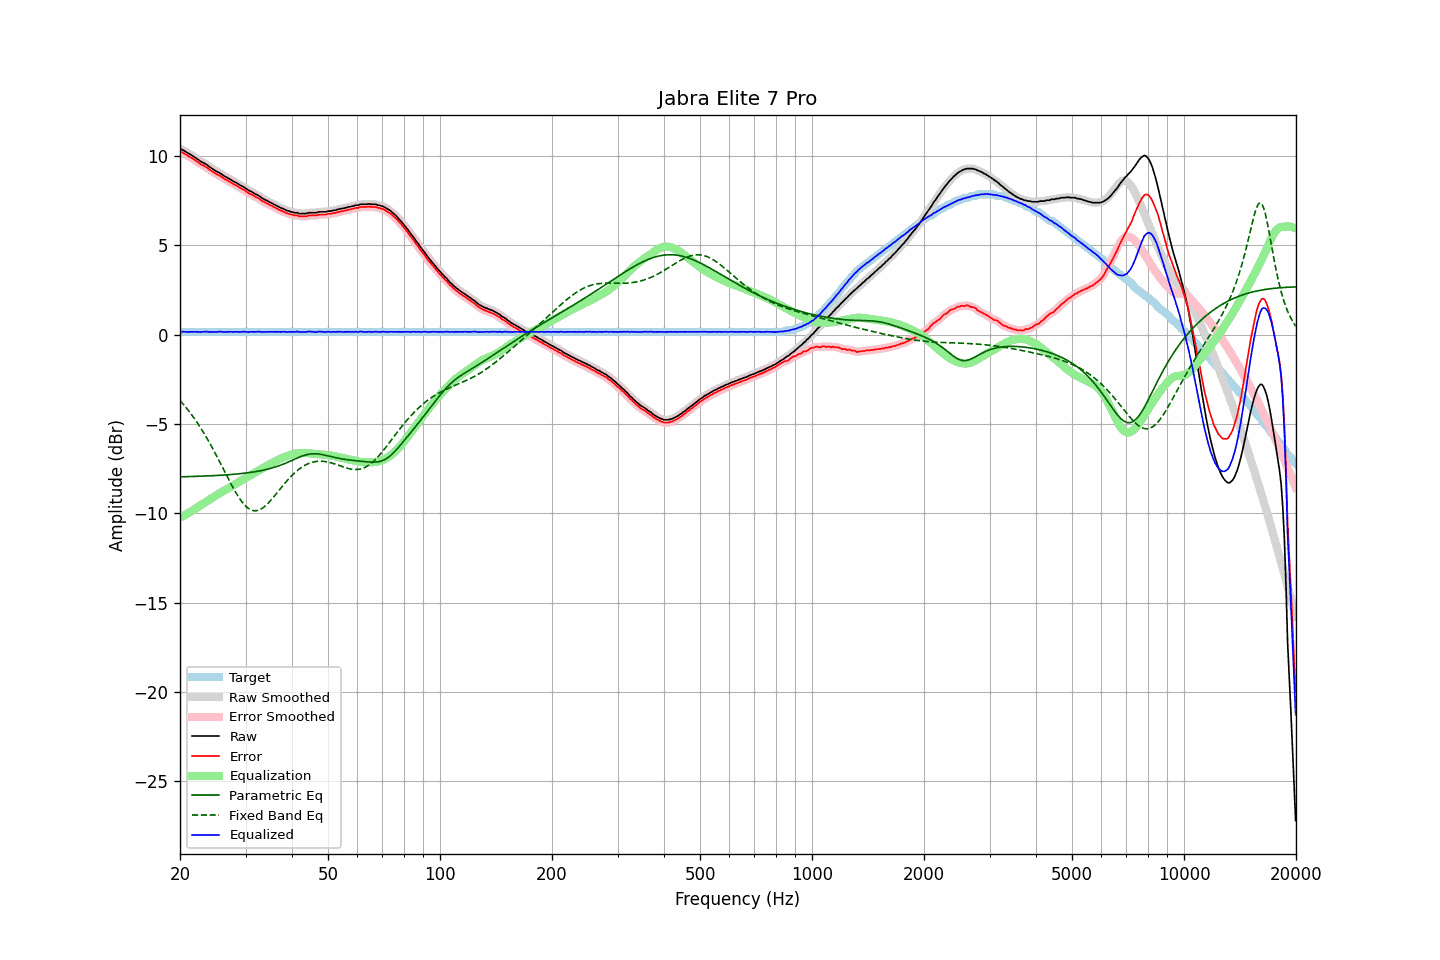 Jabra Elite 7 Pro
10
5
0
−5
−10
−15
−20
−25
Amplitude (dBr)
Target
Raw Smoothed
Error Smoothed
Raw
Error
Equalization
Parametric Eq
Fixed Band Eq
Equalized
20 50 100 200 500 1000 2000 5000 10000 20000
Frequency (Hz)